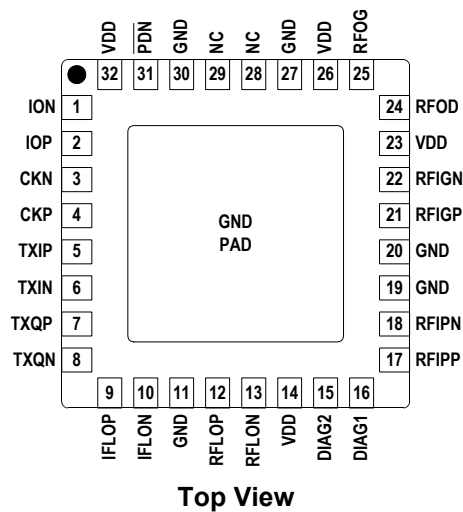 VDD
PDN
GND
NC
NC
GND
VDD
RFOG
32 31 30 29 28 27 26 25
ION 1
IOP 2
CKN 3
CKP 4
TXIP 5
TXIN 6
TXQP 7
TXQN 8
24 RFOD
23 VDD
22 RFIGN
21 RFIGP
20 GND
19 GND
18 RFIPN
17 RFIPP
GND
PAD
9 10 11 12 13 14 15 16
IFLOP
IFLON
GND
RFLOP
RFLON
VDD
DIAG2
DIAG1
Top View